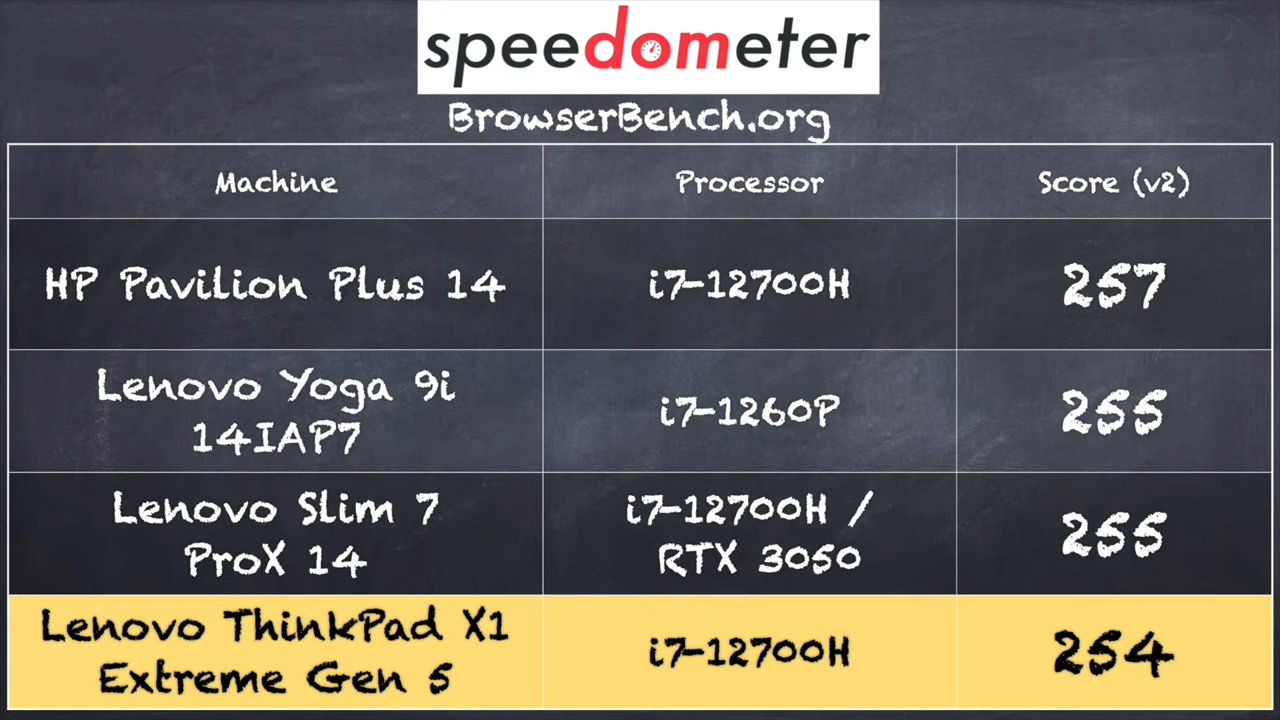 speedometer
BrowserBench.org
Machine Processor Score (v2)
HP Pavilion Plus 14 i7-12700H 257
Lenovo Yoga 9i
14IAP7
i7-1260P
255
Lenovo Slim 7
ProX 14
i7-12700H /
RTX 3050
255
Lenovo ThinkPad X1
Extreme Gen 5
i7-12700H
254